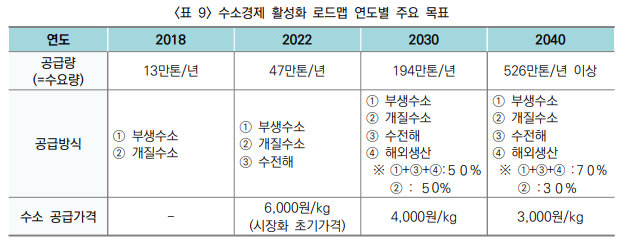 <표 9> 수소경제 활성화 로드맵 연도별 주요 목표
연도 2018 2022 2030 2040
공급량
(=수요량)
13만톤/년 47만톤/년 194만톤/년 526만톤/년 이상
공급방식
① 부생수소
② 개질수소
① 부생수소
② 개질수소
③ 수전해
① 부생수소
② 개질수소
③ 수전해
④ 해외생산
※ ①+③+④:50%
② : 50%
① 부생수소
② 개질수소
③ 수전해
④ 해외생산
※ ①+③+④ :70%
② :30%
수소 공급가격 -
6,000원/kg
(시장화 초기가격)
4,000원/kg 3,000원/kg